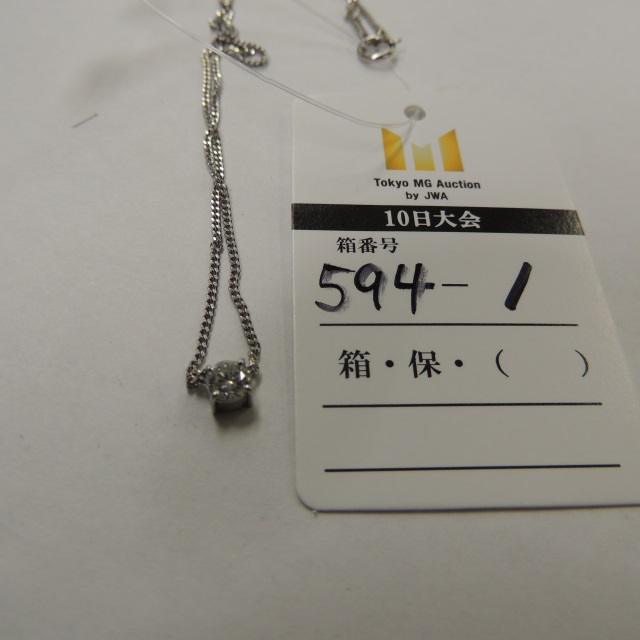 Tokyo MG Auction
by JWA
10日大会
箱番号
594-1
箱・保・(　　)